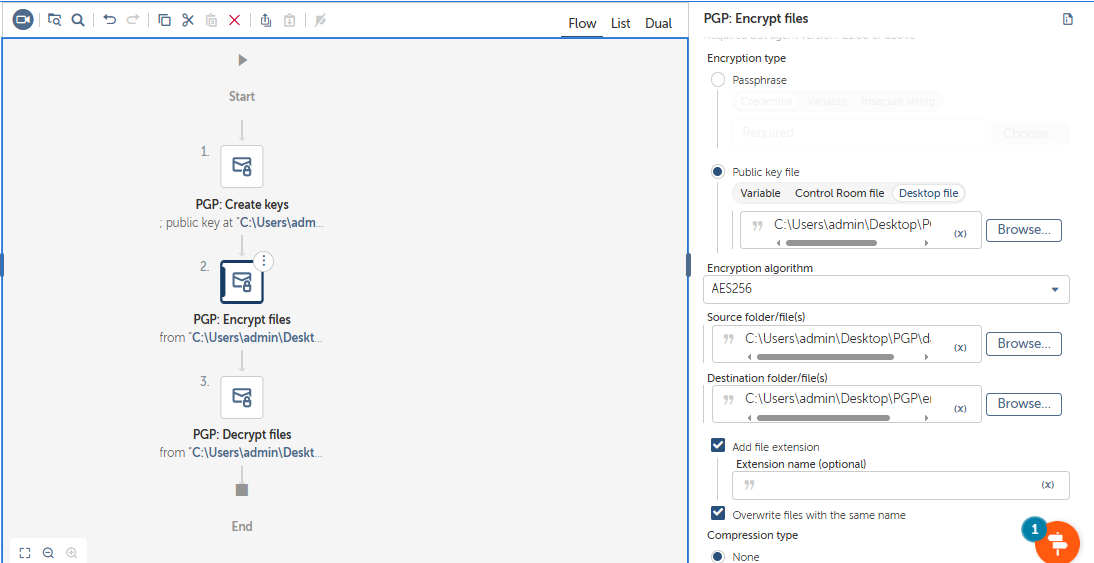 Flow List Dual
Start
1.
PGP: Create keys
; public key at "C:\Users\adm...
2.
PGP: Encrypt files
from "C:\Users\admin\Deskt...
3.
PGP: Decrypt files
from "C:\Users\admin\Deskt...
End
PGP: Encrypt files
Encryption type
Passphrase
Credential Variable Insecure string
Required Choose...
Public key file
Variable Control Room file Desktop file
C:\Users\admin\Desktop\P (x) Browse...
Encryption algorithm
AES256
Source folder/file(s)
C:\Users\admin\Desktop\PGP\d (x) Browse...
Destination folder/file(s)
C:\Users\admin\Desktop\PGP\e (x) Browse...
Add file extension
Extension name (optional)
(x)
Overwrite files with the same name
Compression type
None
1